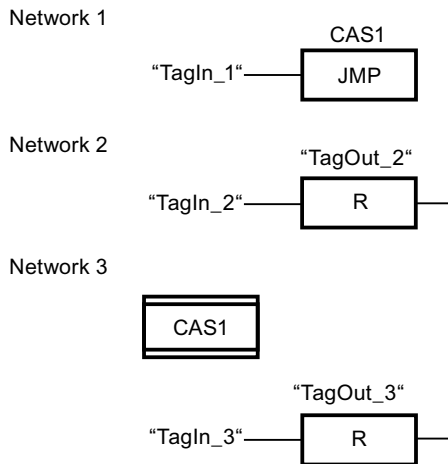 Network 1
CAS1
“TagIn_1“
JMP
Network 2
“TagOut_2“
“TagIn_2“
R
Network 3
CAS1
“TagOut_3“
“TagIn_3“
R